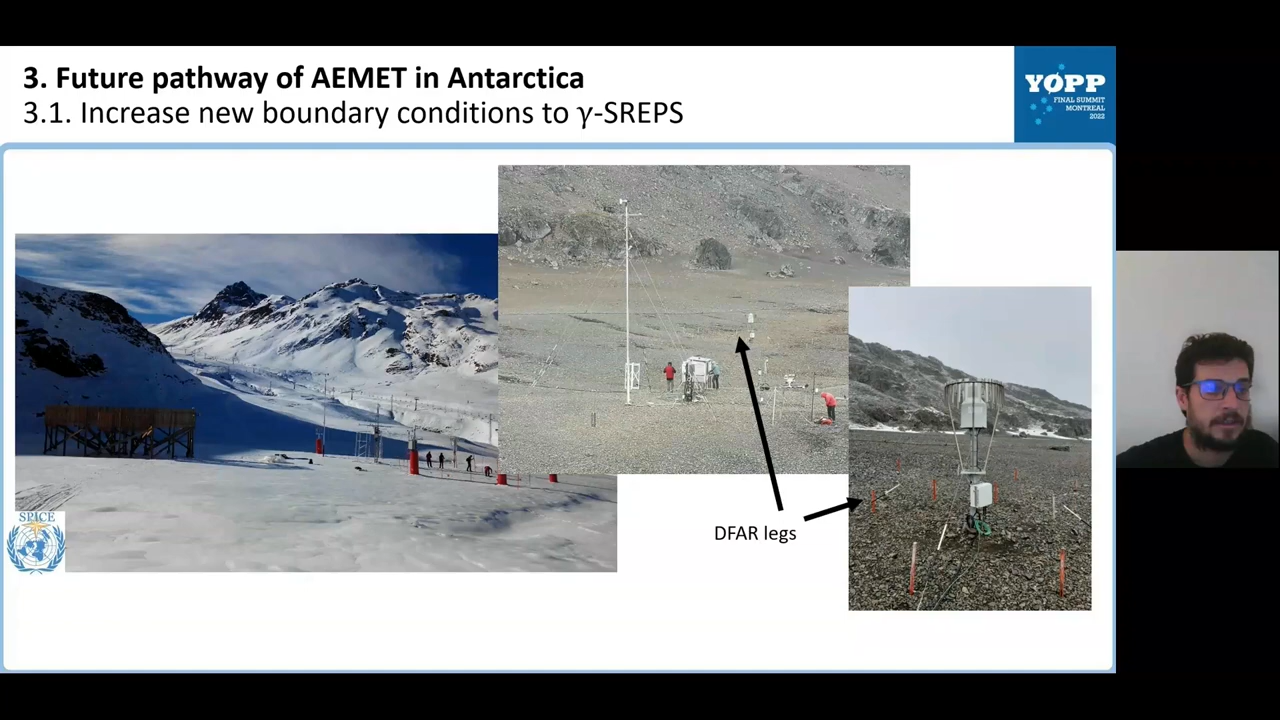 3. Future pathway of AEMET in Antarctica
3.1. Increase new boundary conditions to γ-SREPS
YØPP
FINAL SUMMIT
MONTREAL
2022
DFAR legs
SPICE